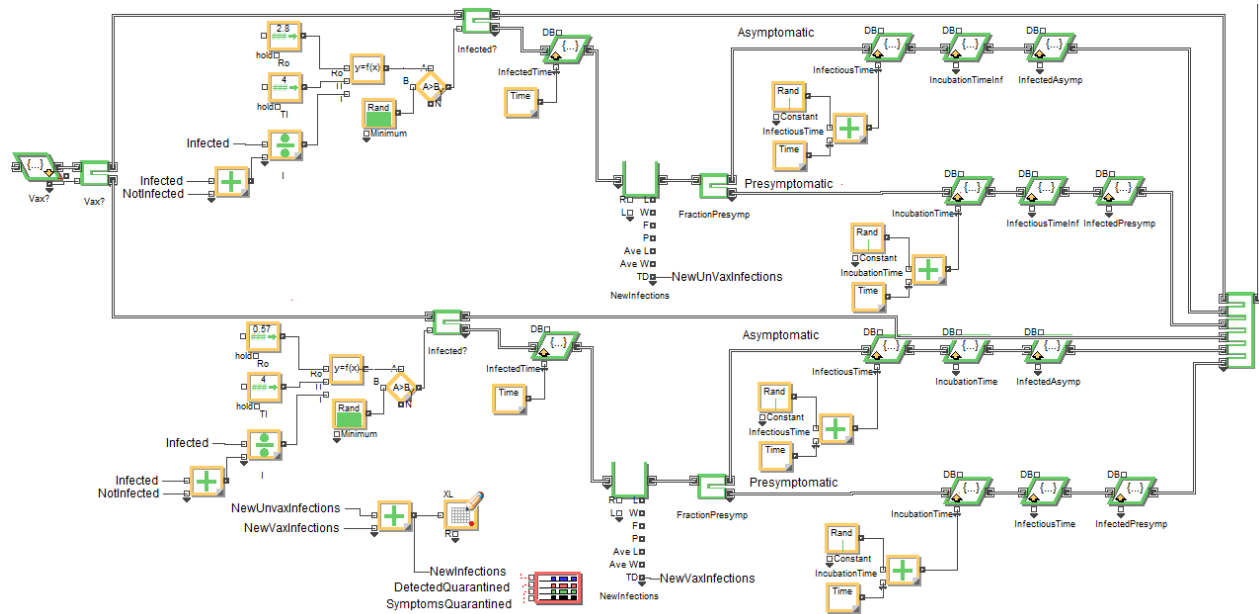 2.8
###
Ro
hold
4
###
TI
hold
Ro
TI
I
y=f(x)
A
B
A>B
N
Rand
Minimum
Infected?
DB
{...}
InfectedTime
Time
Asymptomatic
DB
{...}
InfectiousTime
DB
{...}
IncubationTimeInf
DB
{...}
InfectedAsymp
Rand
Constant
InfectiousTime
Time
Infected
I
Infected
NotInfected
{...}
Vax?
Vax?
R
L
L
W
F
P
Ave L
Ave W
TD
NewInfections
NewUnVaxInfections
FractionPresymp
Presymptomatic
DB
{...}
IncubationTime
DB
{...}
InfectiousTimeInf
DB
{...}
InfectedPresymp
Rand
Constant
IncubationTime
Time
0.57
###
Ro
hold
4
###
TI
hold
Ro
I
y=f(x)
A
B
A>B
N
Rand
Minimum
Infected?
DB
{...}
InfectedTime
Time
Asymptomatic
DB
{...}
InfectiousTime
DB
{...}
IncubationTime
DB
{...}
InfectedAsymp
Rand
Constant
InfectiousTime
Time
Infected
I
Infected
NotInfected
R
L
L
W
F
P
Ave L
Ave W
TD
NewInfections
NewVaxInfections
FractionPresymp
Presymptomatic
DB
{...}
IncubationTime
DB
{...}
InfectiousTime
DB
{...}
InfectedPresymp
Rand
Constant
IncubationTime
Time
NewUnvaxInfections
NewVaxInfections
XL
R
NewInfections
DetectedQuarantined
SymptomsQuarantined